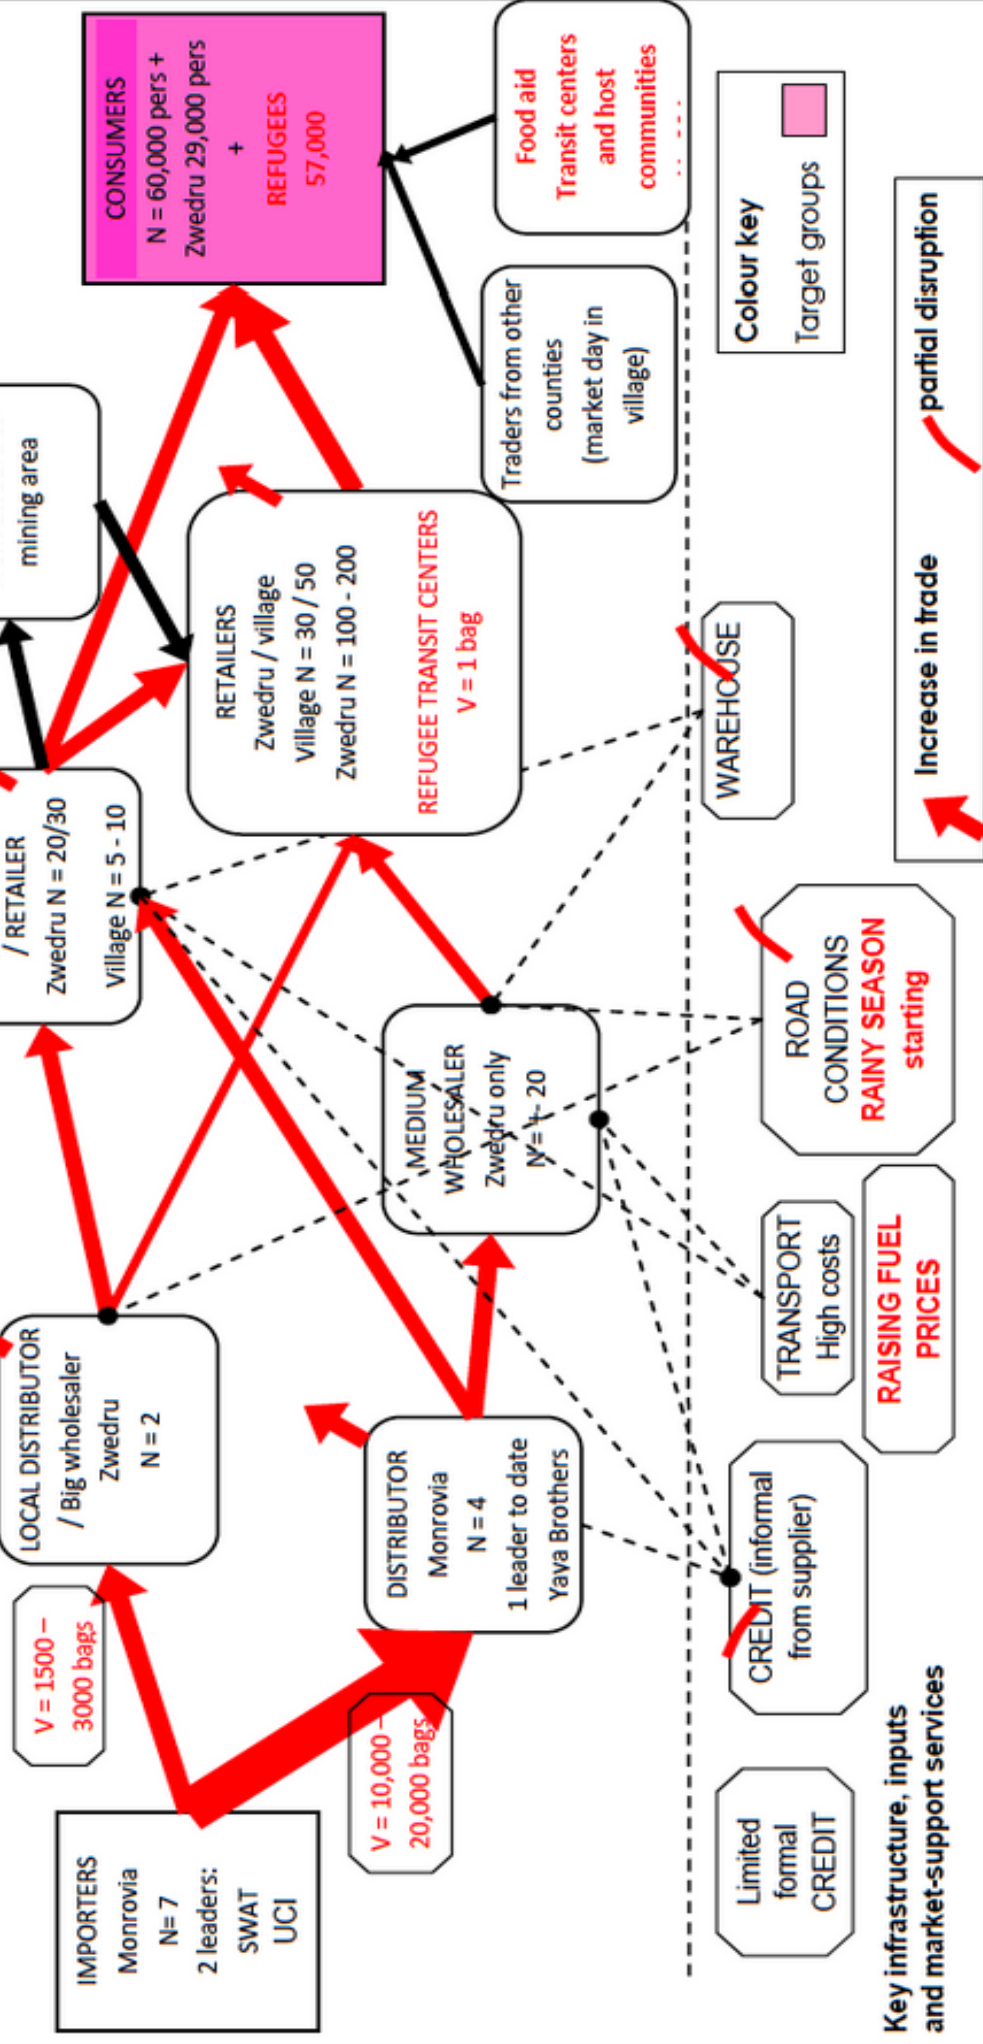 IMPORTERS
Monrovia
N= 7
2 leaders:
SWAT
UCI
V = 1500 –
3000 bags
V = 10,000 –
20,000 bags
LOCAL DISTRIBUTOR
/ Big wholesaler
Zwedru
N = 2
DISTRIBUTOR
Monrovia
N = 4
1 leader to date
Yava Brothers
/ RETAILER
Zwedru N = 20/30
Village N = 5 - 10
MEDIUM
WHOLESALER
Zwedru only
N = +- 20
mining area
RETAILERS
Zwedru / village
Village N = 30 / 50
Zwedru N = 100 - 200
REFUGEE TRANSIT CENTERS
V = 1 bag
CONSUMERS
N = 60,000 pers +
Zwedru 29,000 pers
+
REFUGEES
57,000
Traders from other
counties
(market day in
village)
Food aid
Transit centers
and host
communities
Limited
formal
CREDIT
CREDIT (informal
from supplier)
TRANSPORT
High costs
RAISING FUEL
PRICES
ROAD
CONDITIONS
RAINY SEASON
starting
WAREHOUSE
Colour key
Target groups
Key infrastructure, inputs
and market-support services
Increase in trade
partial disruption